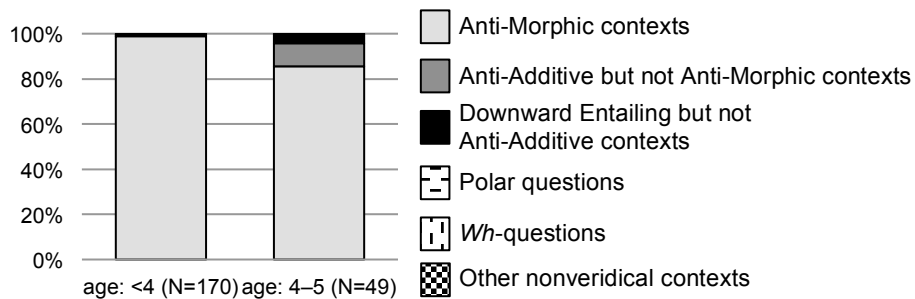 100%
80%
60%
40%
20%
0%
age: <4 (N=170) age: 4–5 (N=49)
Anti-Morphic contexts
Anti-Additive but not Anti-Morphic contexts
Downward Entailing but not
Anti-Additive contexts
Polar questions
Wh-questions
Other nonveridical contexts